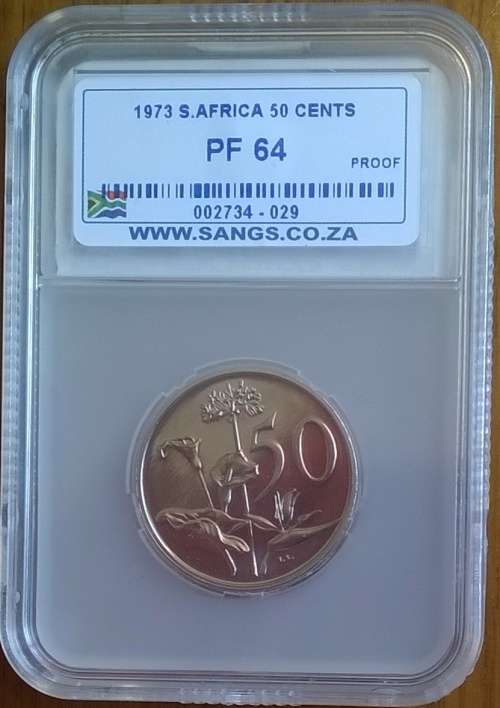 1973 S.AFRICA 50 CENTS
PF 64
PROOF
002734 - 029
WWW.SANGS.CO.ZA
50